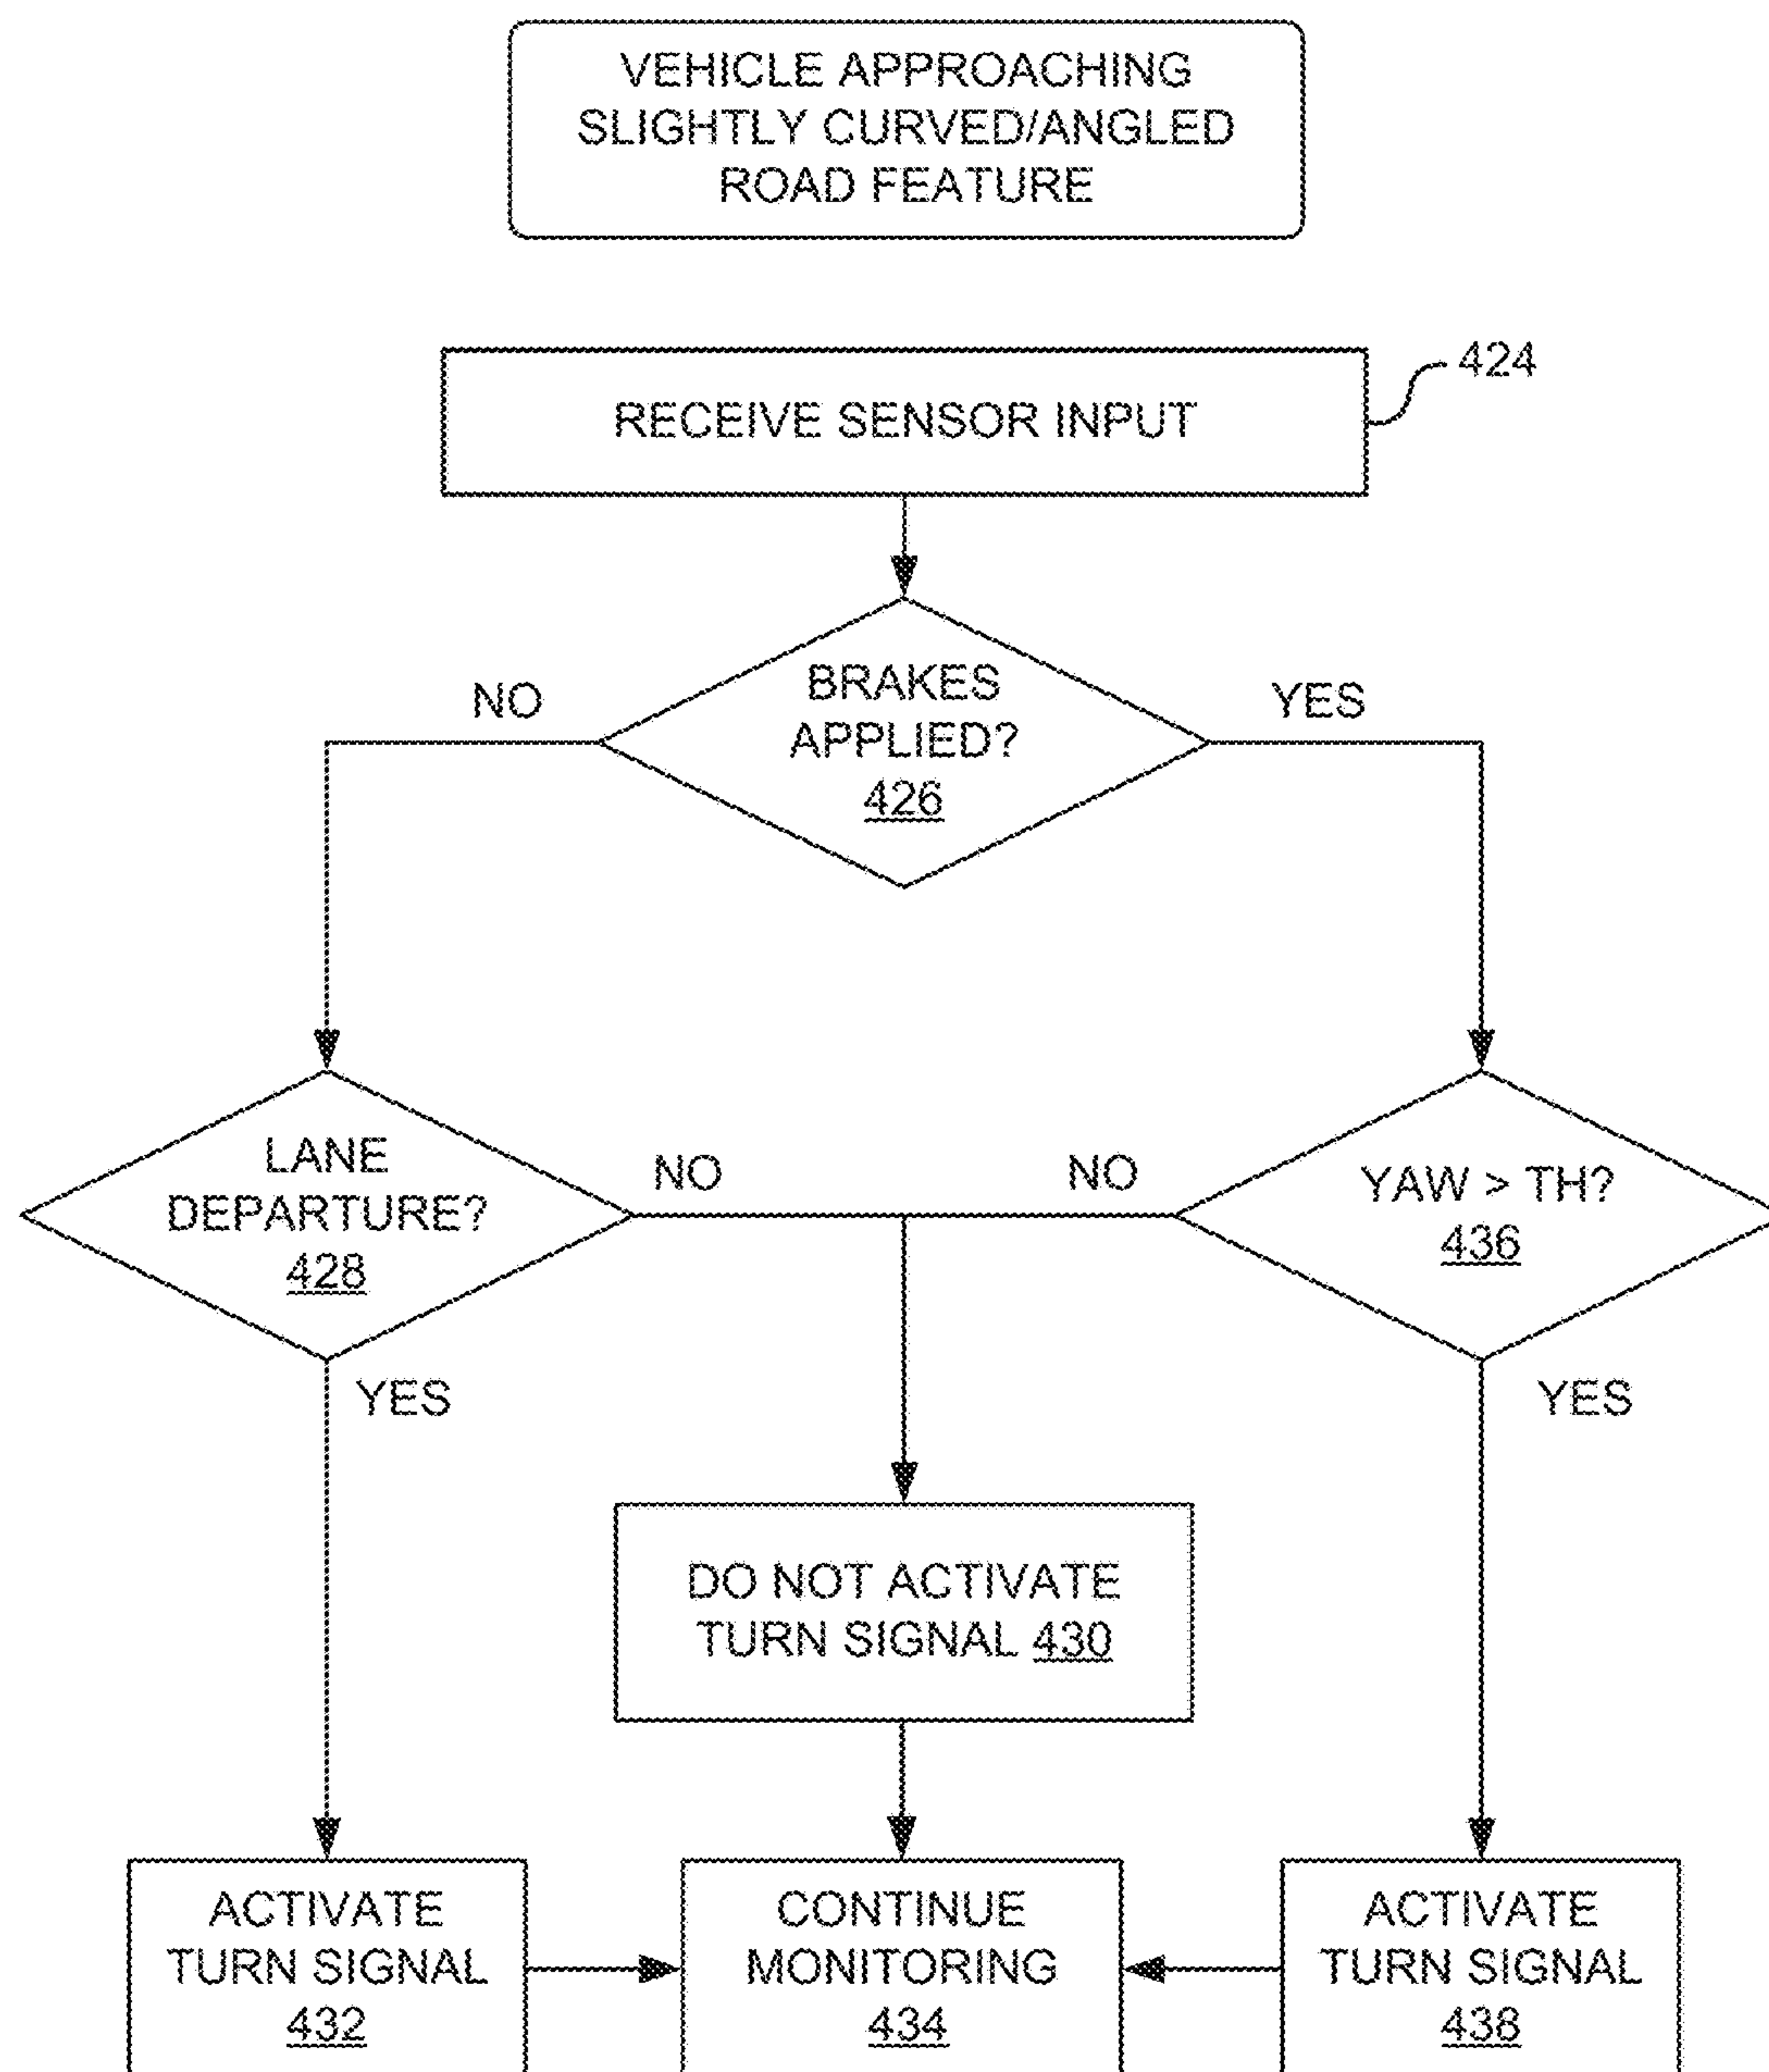 VEHICLE APPROACHING
SLIGHTLY CURVED/ANGLED
ROAD FEATURE
424
RECEIVE SENSOR INPUT
BRAKES
APPLIED?
426
NO
YES
LANE
DEPARTURE?
428
NO
NO
YAW > TH?
436
YES
YES
DO NOT ACTIVATE
TURN SIGNAL 430
ACTIVATE
TURN SIGNAL
432
CONTINUE
MONITORING
434
ACTIVATE
TURN SIGNAL
438